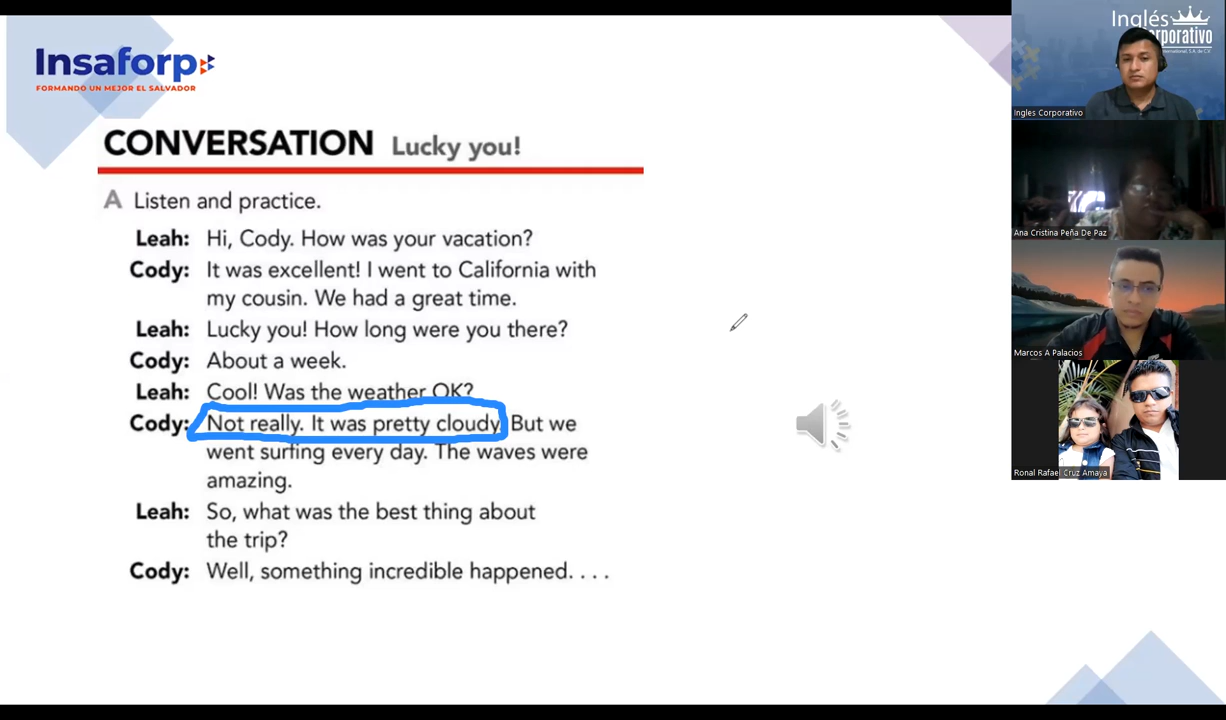 Insaforp
FORMANDO UN MEJOR EL SALVADOR
CONVERSATION Lucky you!
A Listen and practice.
Leah: Hi, Cody. How was your vacation?
Cody: It was excellent! I went to California with
my cousin. We had a great time.
Leah: Lucky you! How long were you there?
Cody: About a week.
Leah: Cool! Was the weather OK?
Cody: Not really. It was pretty cloudy. But we
went surfing every day. The waves were
amazing.
Leah: So, what was the best thing about
the trip?
Cody: Well, something incredible happened. . . .
Inglés
Corporativo
International, S.A. de C.V.
Ingles Corporativo
Ana Cristina Peña De Paz
Marcos A Palacios
Ronal Rafael Cruz Amaya